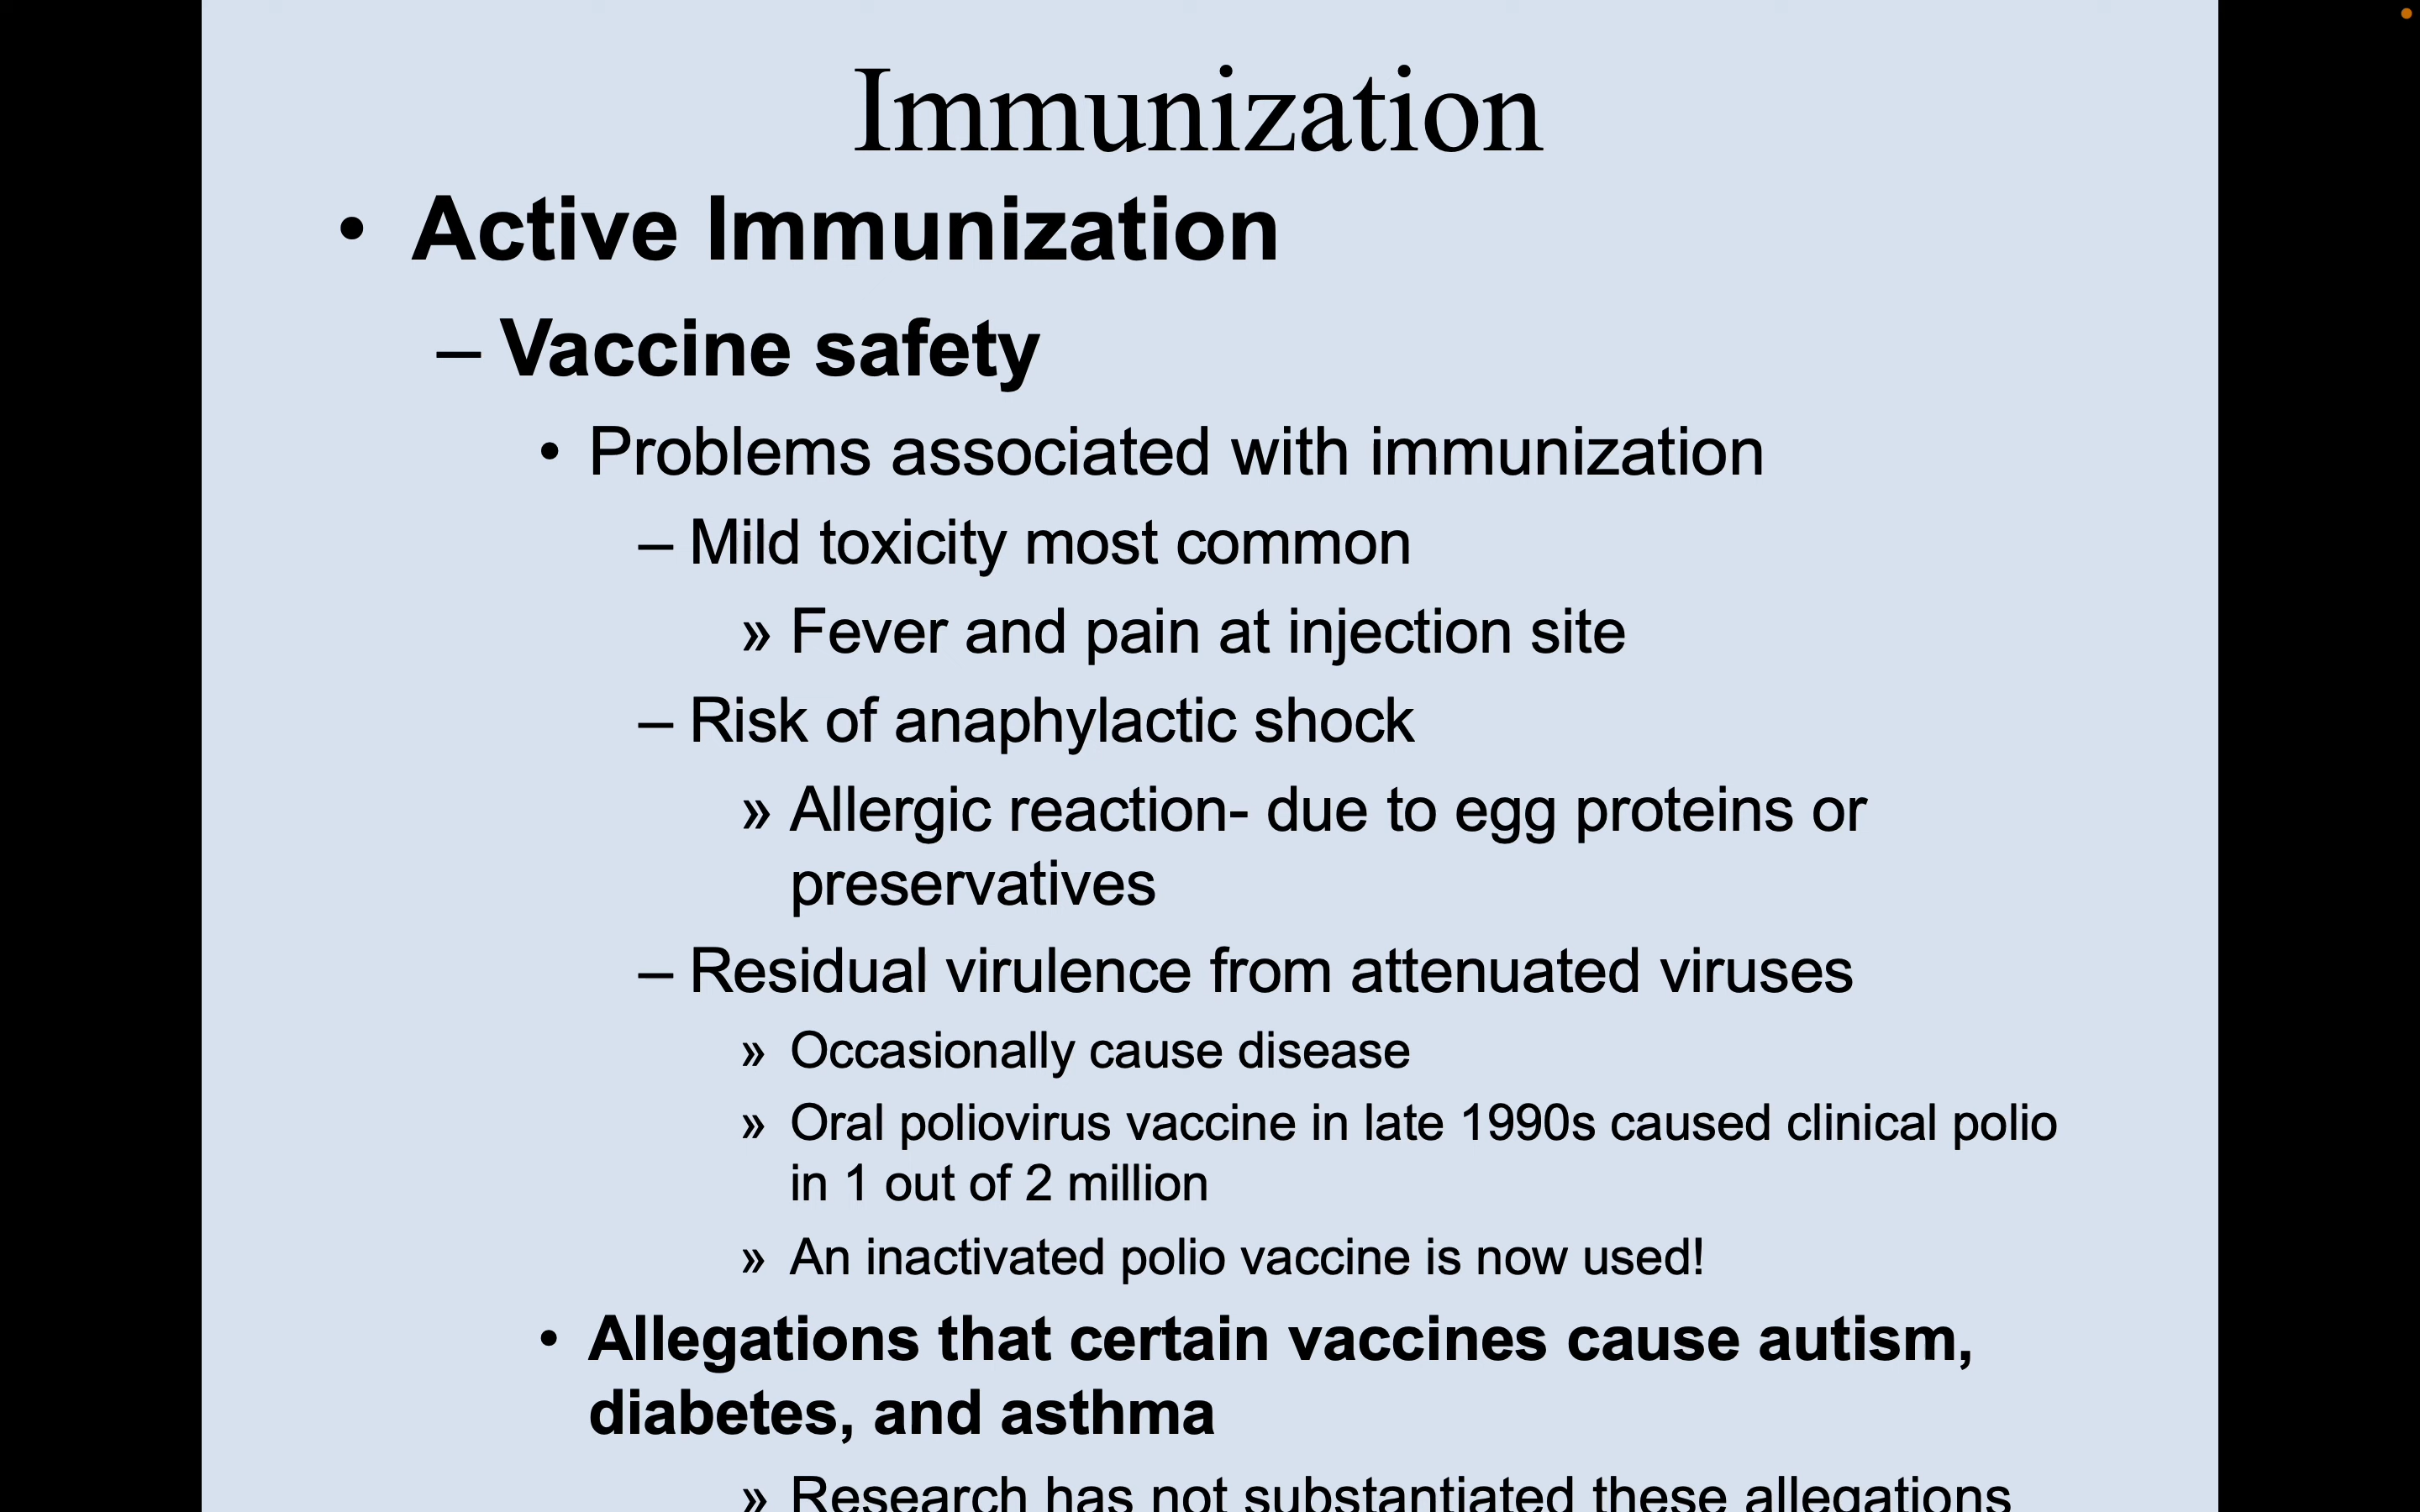 Immunization
• Active Immunization
– Vaccine safety
• Problems associated with immunization
– Mild toxicity most common
» Fever and pain at injection site
– Risk of anaphylactic shock
» Allergic reaction- due to egg proteins or
preservatives
– Residual virulence from attenuated viruses
» Occasionally cause disease
» Oral poliovirus vaccine in late 1990s caused clinical polio
in 1 out of 2 million
» An inactivated polio vaccine is now used!
• Allegations that certain vaccines cause autism,
diabetes, and asthma
» Research has not substantiated these allegations